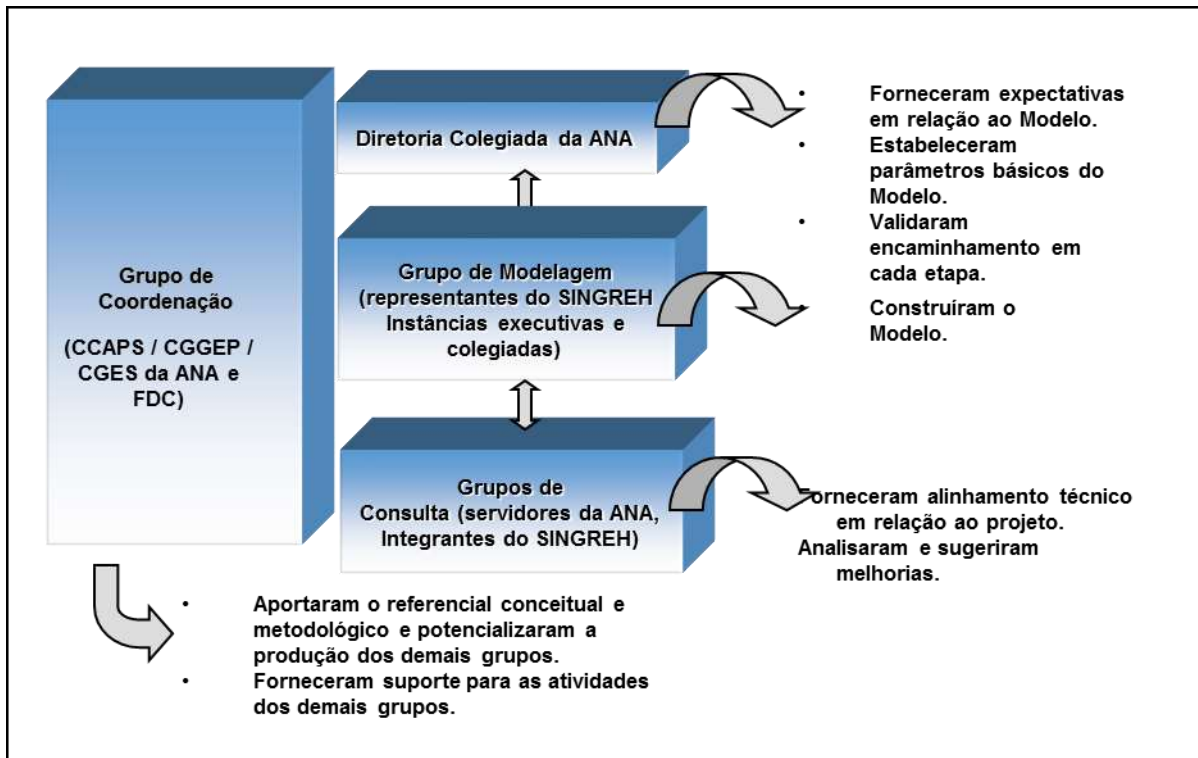 Grupo de
Coordenação
(CCAPS / CGGEP /
CGES da ANA e
FDC)
Diretoria Colegiada da ANA
Grupo de Modelagem
(representantes do SINGREH
Instâncias executivas e
colegiadas)
Grupos de
Consulta (servidores da ANA,
Integrantes do SINGREH)
• Forneceram expectativas
em relação ao Modelo.
• Estabeleceram
parâmetros básicos do
Modelo.
• Validaram
encaminhamento em
cada etapa.
• Construíram o
Modelo.
Forneceram alinhamento técnico
em relação ao projeto.
Analisaram e sugeriram
melhorias.
• Aportaram o referencial conceitual e
metodológico e potencializaram a
produção dos demais grupos.
• Forneceram suporte para as atividades
dos demais grupos.